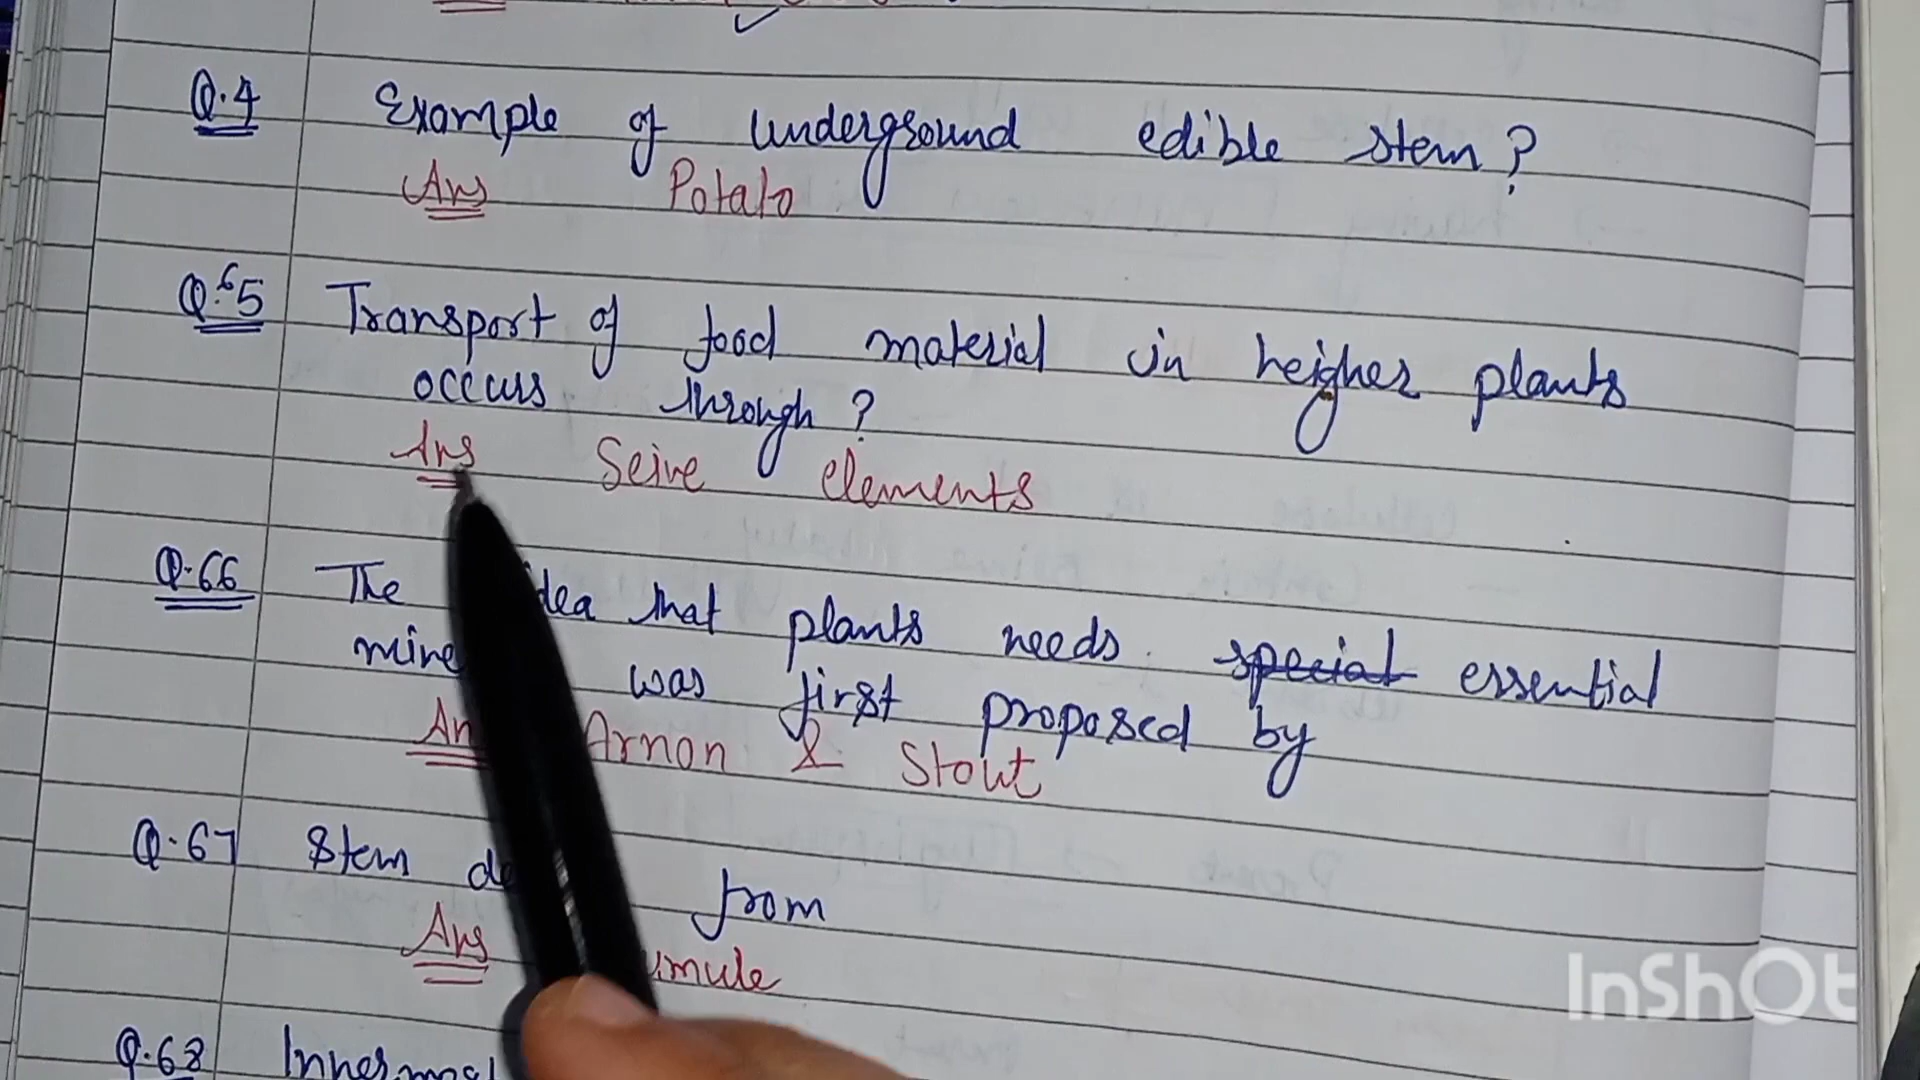 Q.4 Example of underground edible stem?
Ans Potato
Q.65 Transport of food material in heigher plants
occurs through?
Ans Seive elements
Q.66 The idea that plants needs special essential
was first proposed by
Arnon & Stout
Q.67 Stem from
Ans
Q.68
InShOt